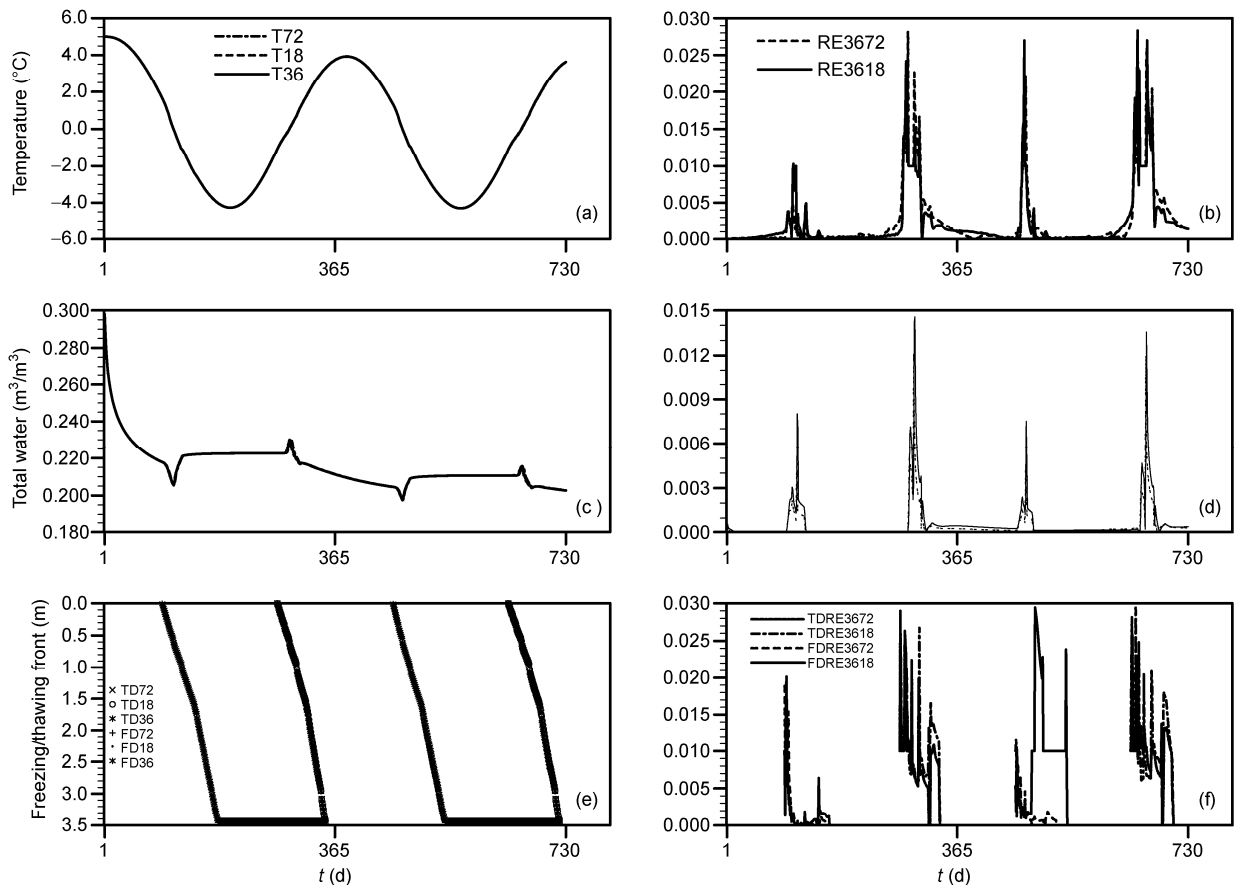 6.0
4.0
2.0
0.0
−2.0
−4.0
−6.0
Temperature (°C)
T72
T18
T36
(a)
1
365
730
0.030
0.025
0.020
0.015
0.010
0.005
0.000
RE3672
RE3618
(b)
1
365
730
0.300
0.280
0.260
0.240
0.220
0.200
0.180
Total water (m³/m³)
(c )
1
365
730
0.015
0.012
0.009
0.006
0.003
0.000
(d)
1
365
730
0.0
0.5
1.0
1.5
2.0
2.5
3.0
3.5
Freezing/thawing front (m)
× TD72
TD18
* TD36
+ FD72
FD18
* FD36
(e)
1
365
730
t (d)
0.030
0.025
0.020
0.015
0.010
0.005
0.000
TDRE3672
TDRE3618
FDRE3672
FDRE3618
(f)
1
365
730
t (d)